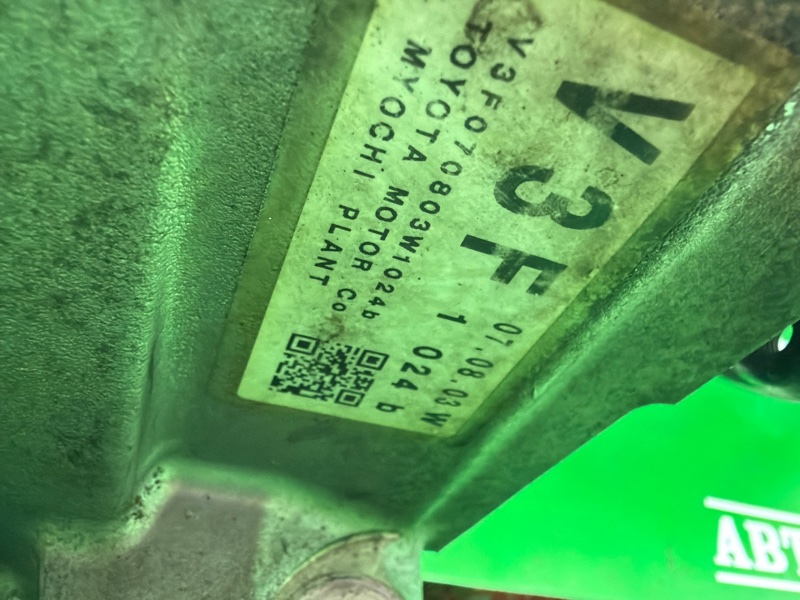 V3F
07.08.03.W
1 024 b
V3F070803W1024b
TOYOTA MOTOR Co
MYOCHI PLANT
АВТ